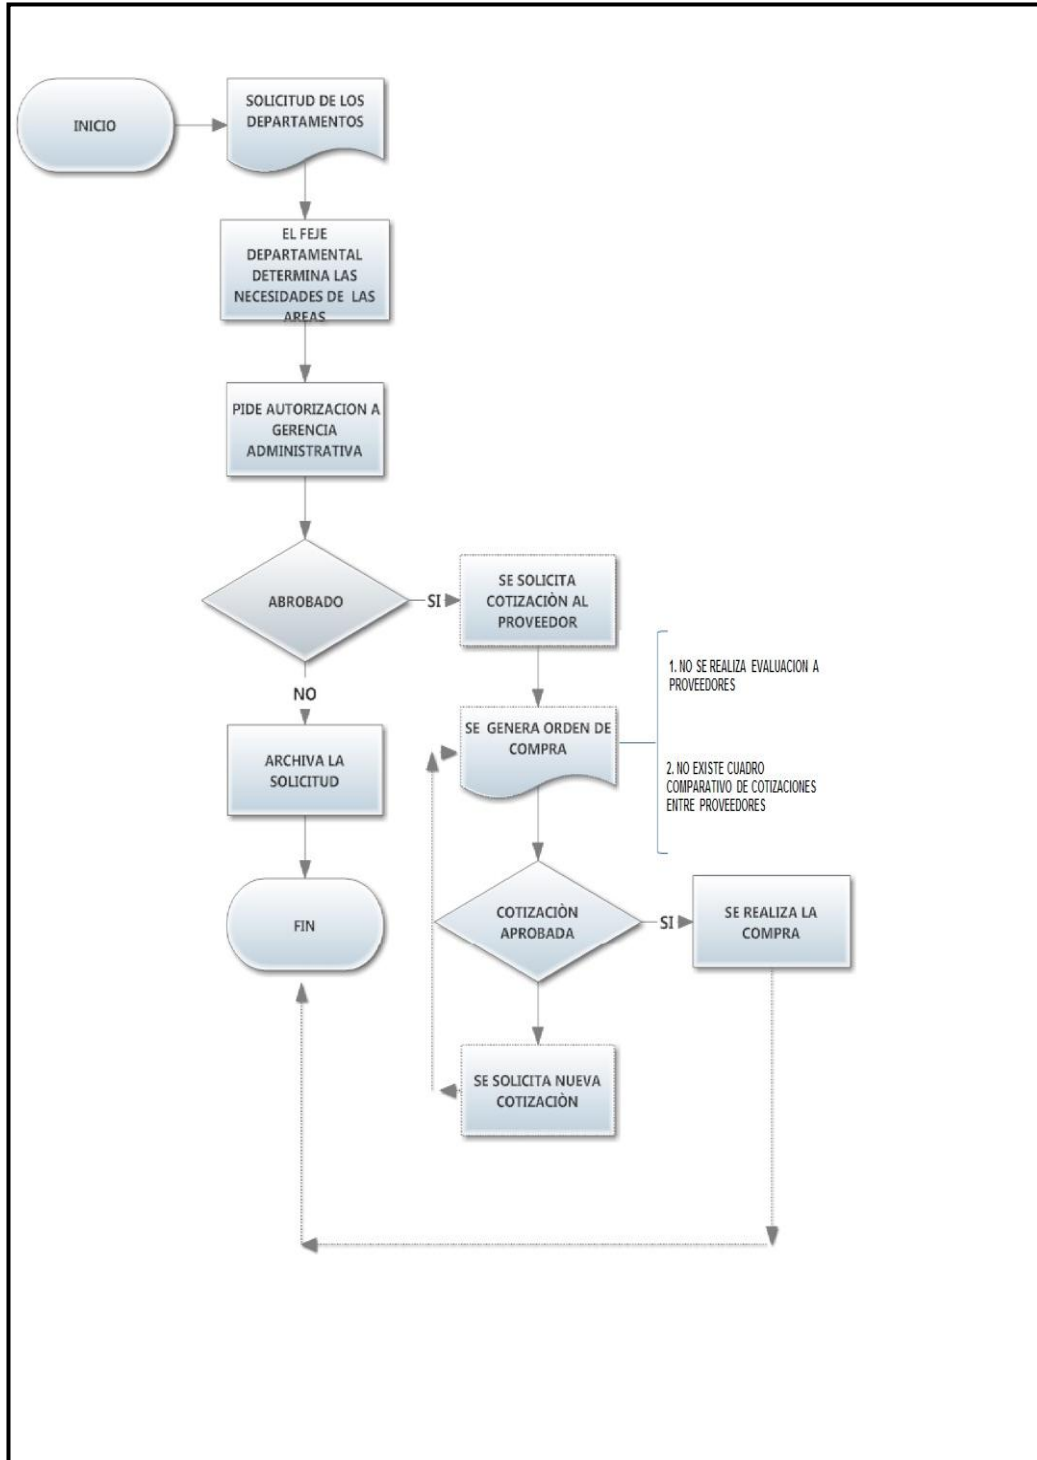 INICIO
SOLICITUD DE LOS
DEPARTAMENTOS
EL FEJE
DEPARTAMENTAL
DETERMINA LAS
NECESIDADES DE LAS
AREAS
PIDE AUTORIZACION A
GERENCIA
ADMINISTRATIVA
ABROBADO
SI
SE SOLICITA
COTIZACIÒN AL
PROVEEDOR
NO
ARCHIVA LA
SOLICITUD
FIN
SE GENERA ORDEN DE
COMPRA
1. NO SE REALIZA EVALUACION A
PROVEEDORES
2. NO EXISTE CUADRO
COMPARATIVO DE COTIZACIONES
ENTRE PROVEEDORES
COTIZACIÒN
APROBADA
SI
SE REALIZA LA
COMPRA
SE SOLICITA NUEVA
COTIZACIÒN